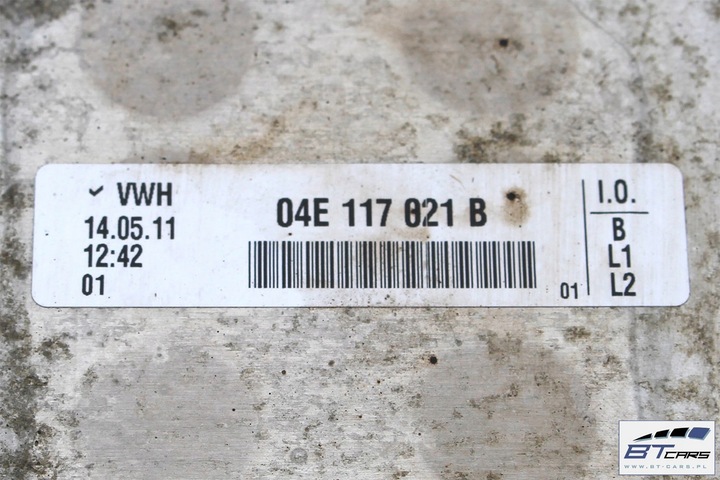 VWH
14.05.11
12:42
01
04E 117 021 B
01
I.O.
B
L1
L2
BT CARS
WWW.BT-CARS.PL